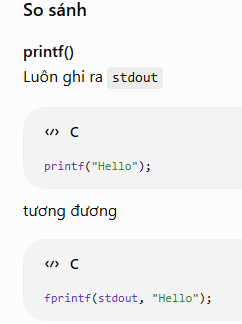 So sánh
printf()
Luôn ghi ra stdout
</> C
printf("Hello");
tương đương
</> C
fprintf(stdout, "Hello");